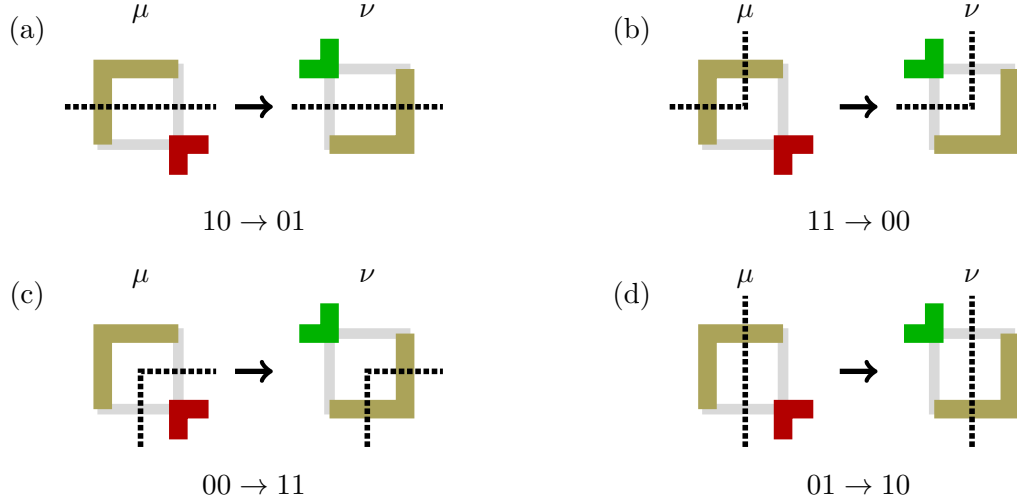 (a) μ ν
10 → 01
(b) μ ν
11 → 00
(c) μ ν
00 → 11
(d) μ ν
01 → 10